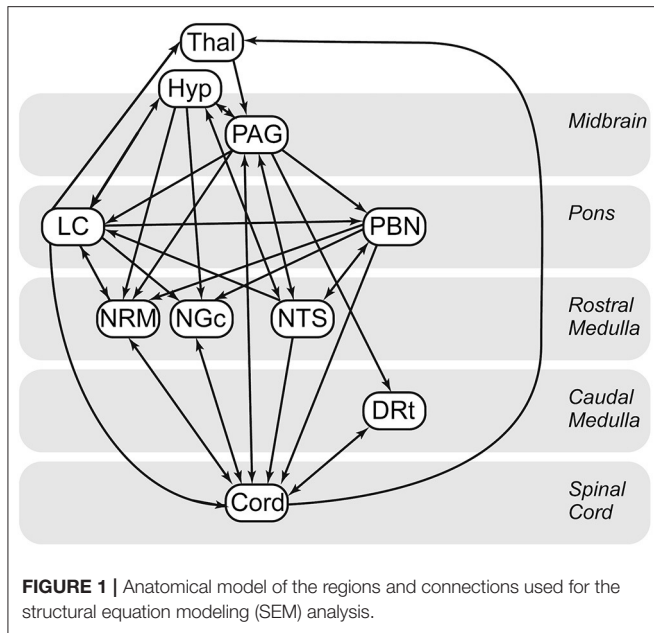 Thal
Hyp
PAG
Midbrain
LC
PBN
Pons
NRM
NGc
NTS
Rostral
Medulla
DRt
Caudal
Medulla
Cord
Spinal
Cord
FIGURE 1 | Anatomical model of the regions and connections used for the
structural equation modeling (SEM) analysis.